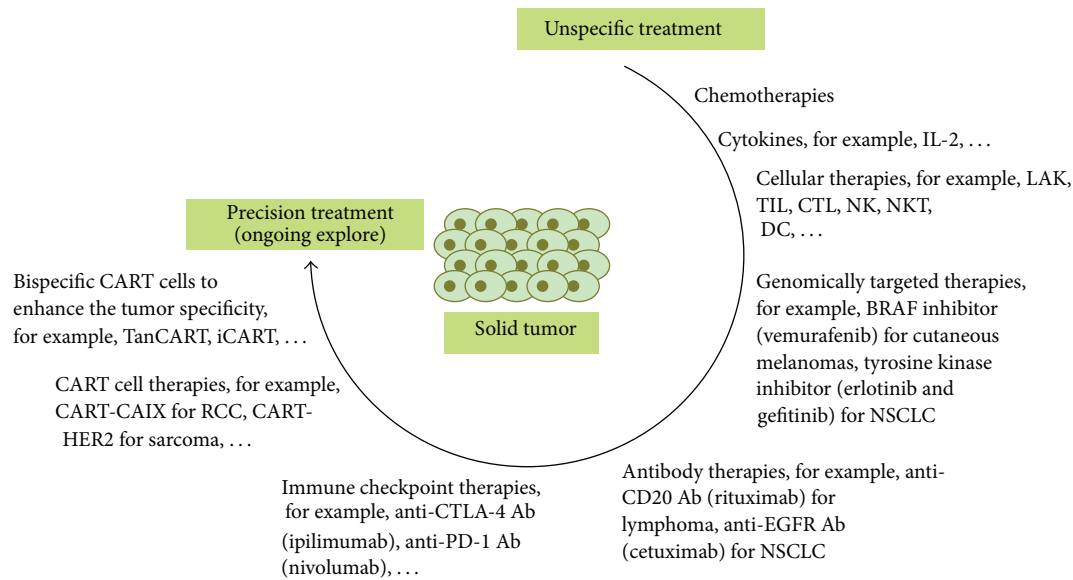 Unspecific treatment
Chemotherapies
Cytokines, for example, IL-2, ...
Cellular therapies, for example, LAK,
TIL, CTL, NK, NKT,
DC, ...
Genomically targeted therapies,
for example, BRAF inhibitor
(vemurafenib) for cutaneous
melanomas, tyrosine kinase
inhibitor (erlotinib and
gefitinib) for NSCLC
Antibody therapies, for example, anti-
CD20 Ab (rituximab) for
lymphoma, anti-EGFR Ab
(cetuximab) for NSCLC
Immune checkpoint therapies,
for example, anti-CTLA-4 Ab
(ipilimumab), anti-PD-1 Ab
(nivolumab), ...
CART cell therapies, for example,
CART-CAIX for RCC, CART-
HER2 for sarcoma, ...
Bispecific CART cells to
enhance the tumor specificity,
for example, TanCART, iCART, ...
Precision treatment
(ongoing explore)
Solid tumor